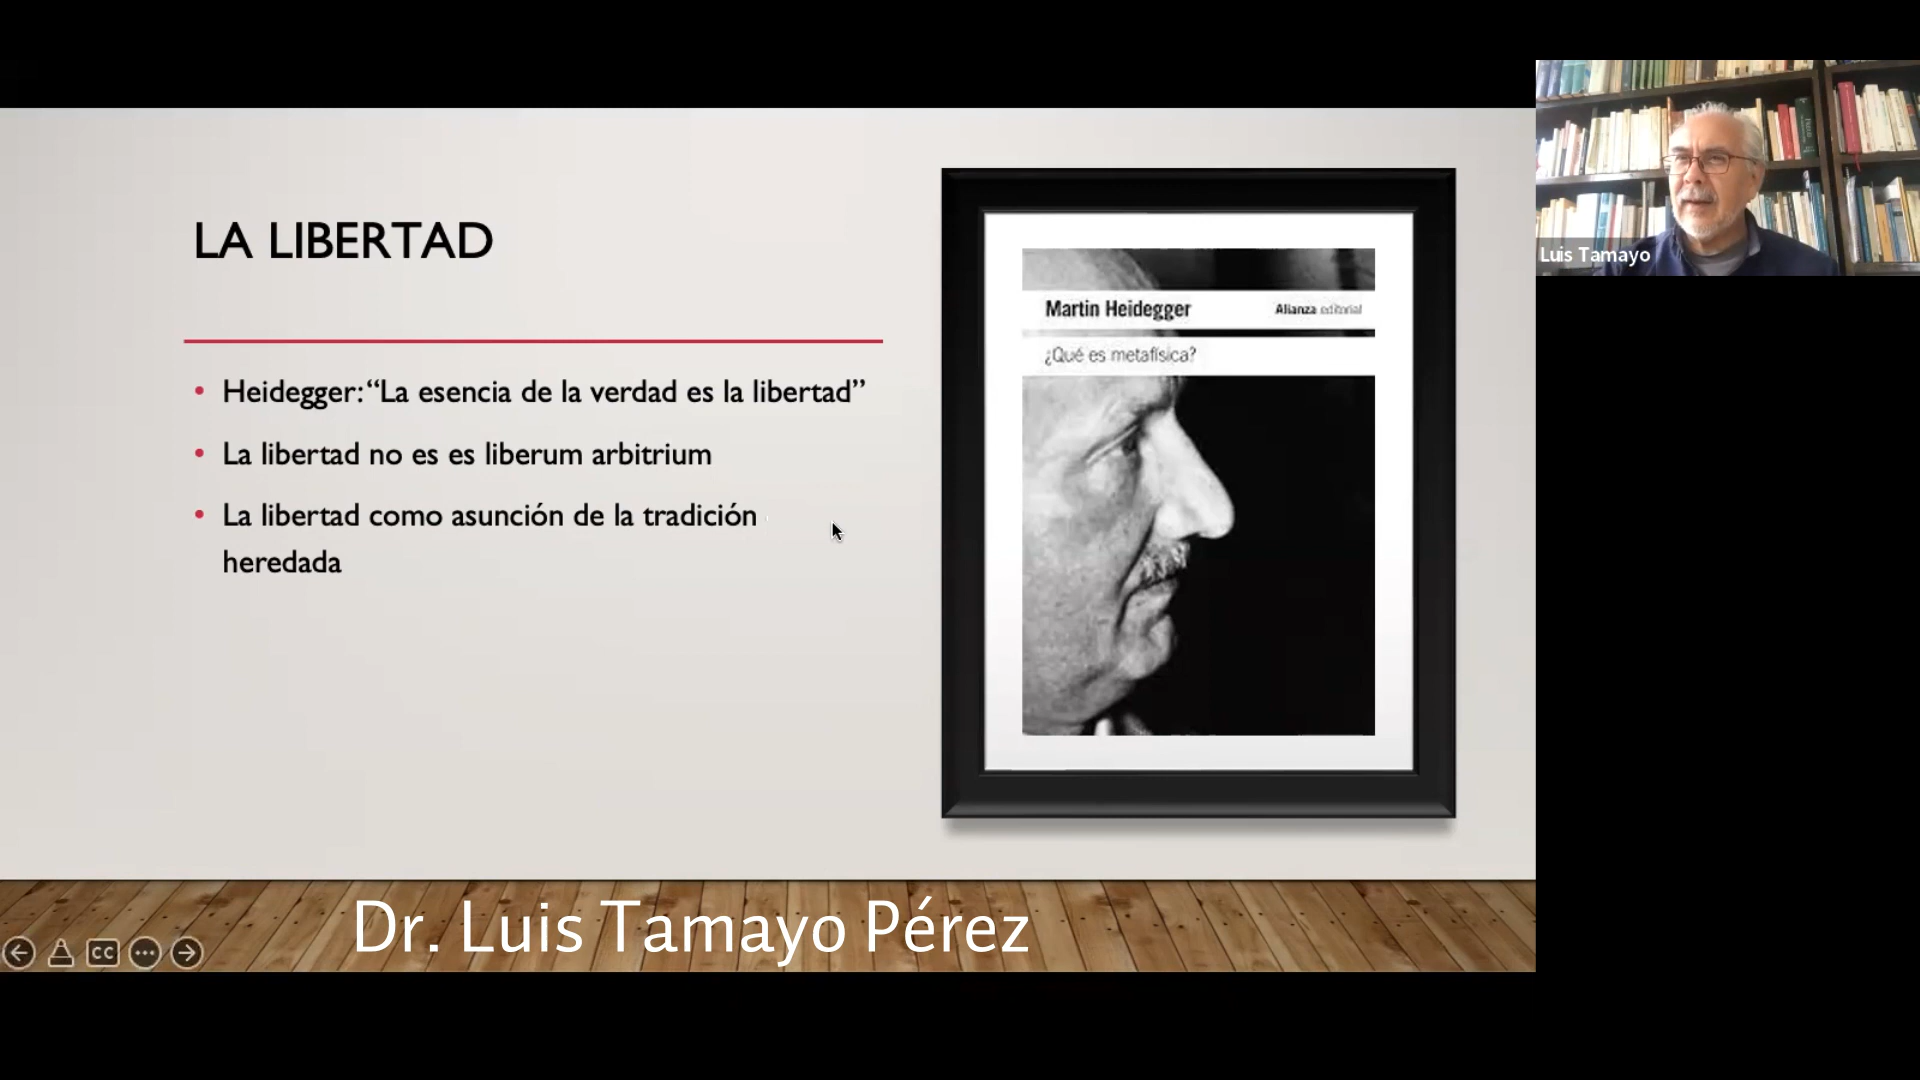 LA LIBERTAD
• Heidegger: “La esencia de la verdad es la libertad”
• La libertad no es es liberum arbitrium
• La libertad como asunción de la tradición
heredada
Martin Heidegger
Alianza editorial
¿Qué es metafísica?
Luis Tamayo
Dr. Luis Tamayo Pérez
CC